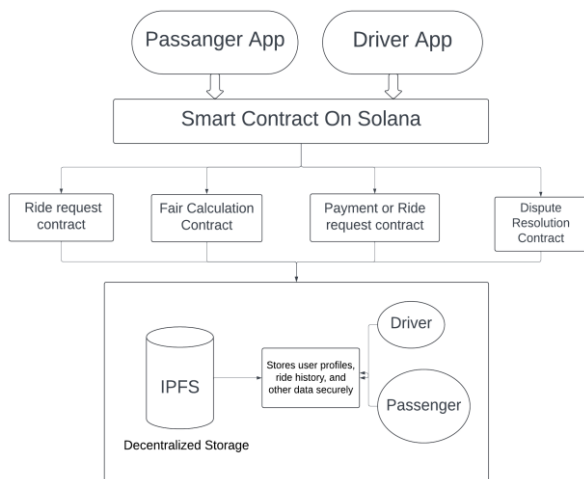 Passanger App
Driver App
Smart Contract On Solana
Ride request
contract
Fair Calculation
Contract
Payment or Ride
request contract
Dispute
Resolution
Contract
IPFS
Decentralized Storage
Stores user profiles,
ride history, and
other data securely
Driver
Passenger